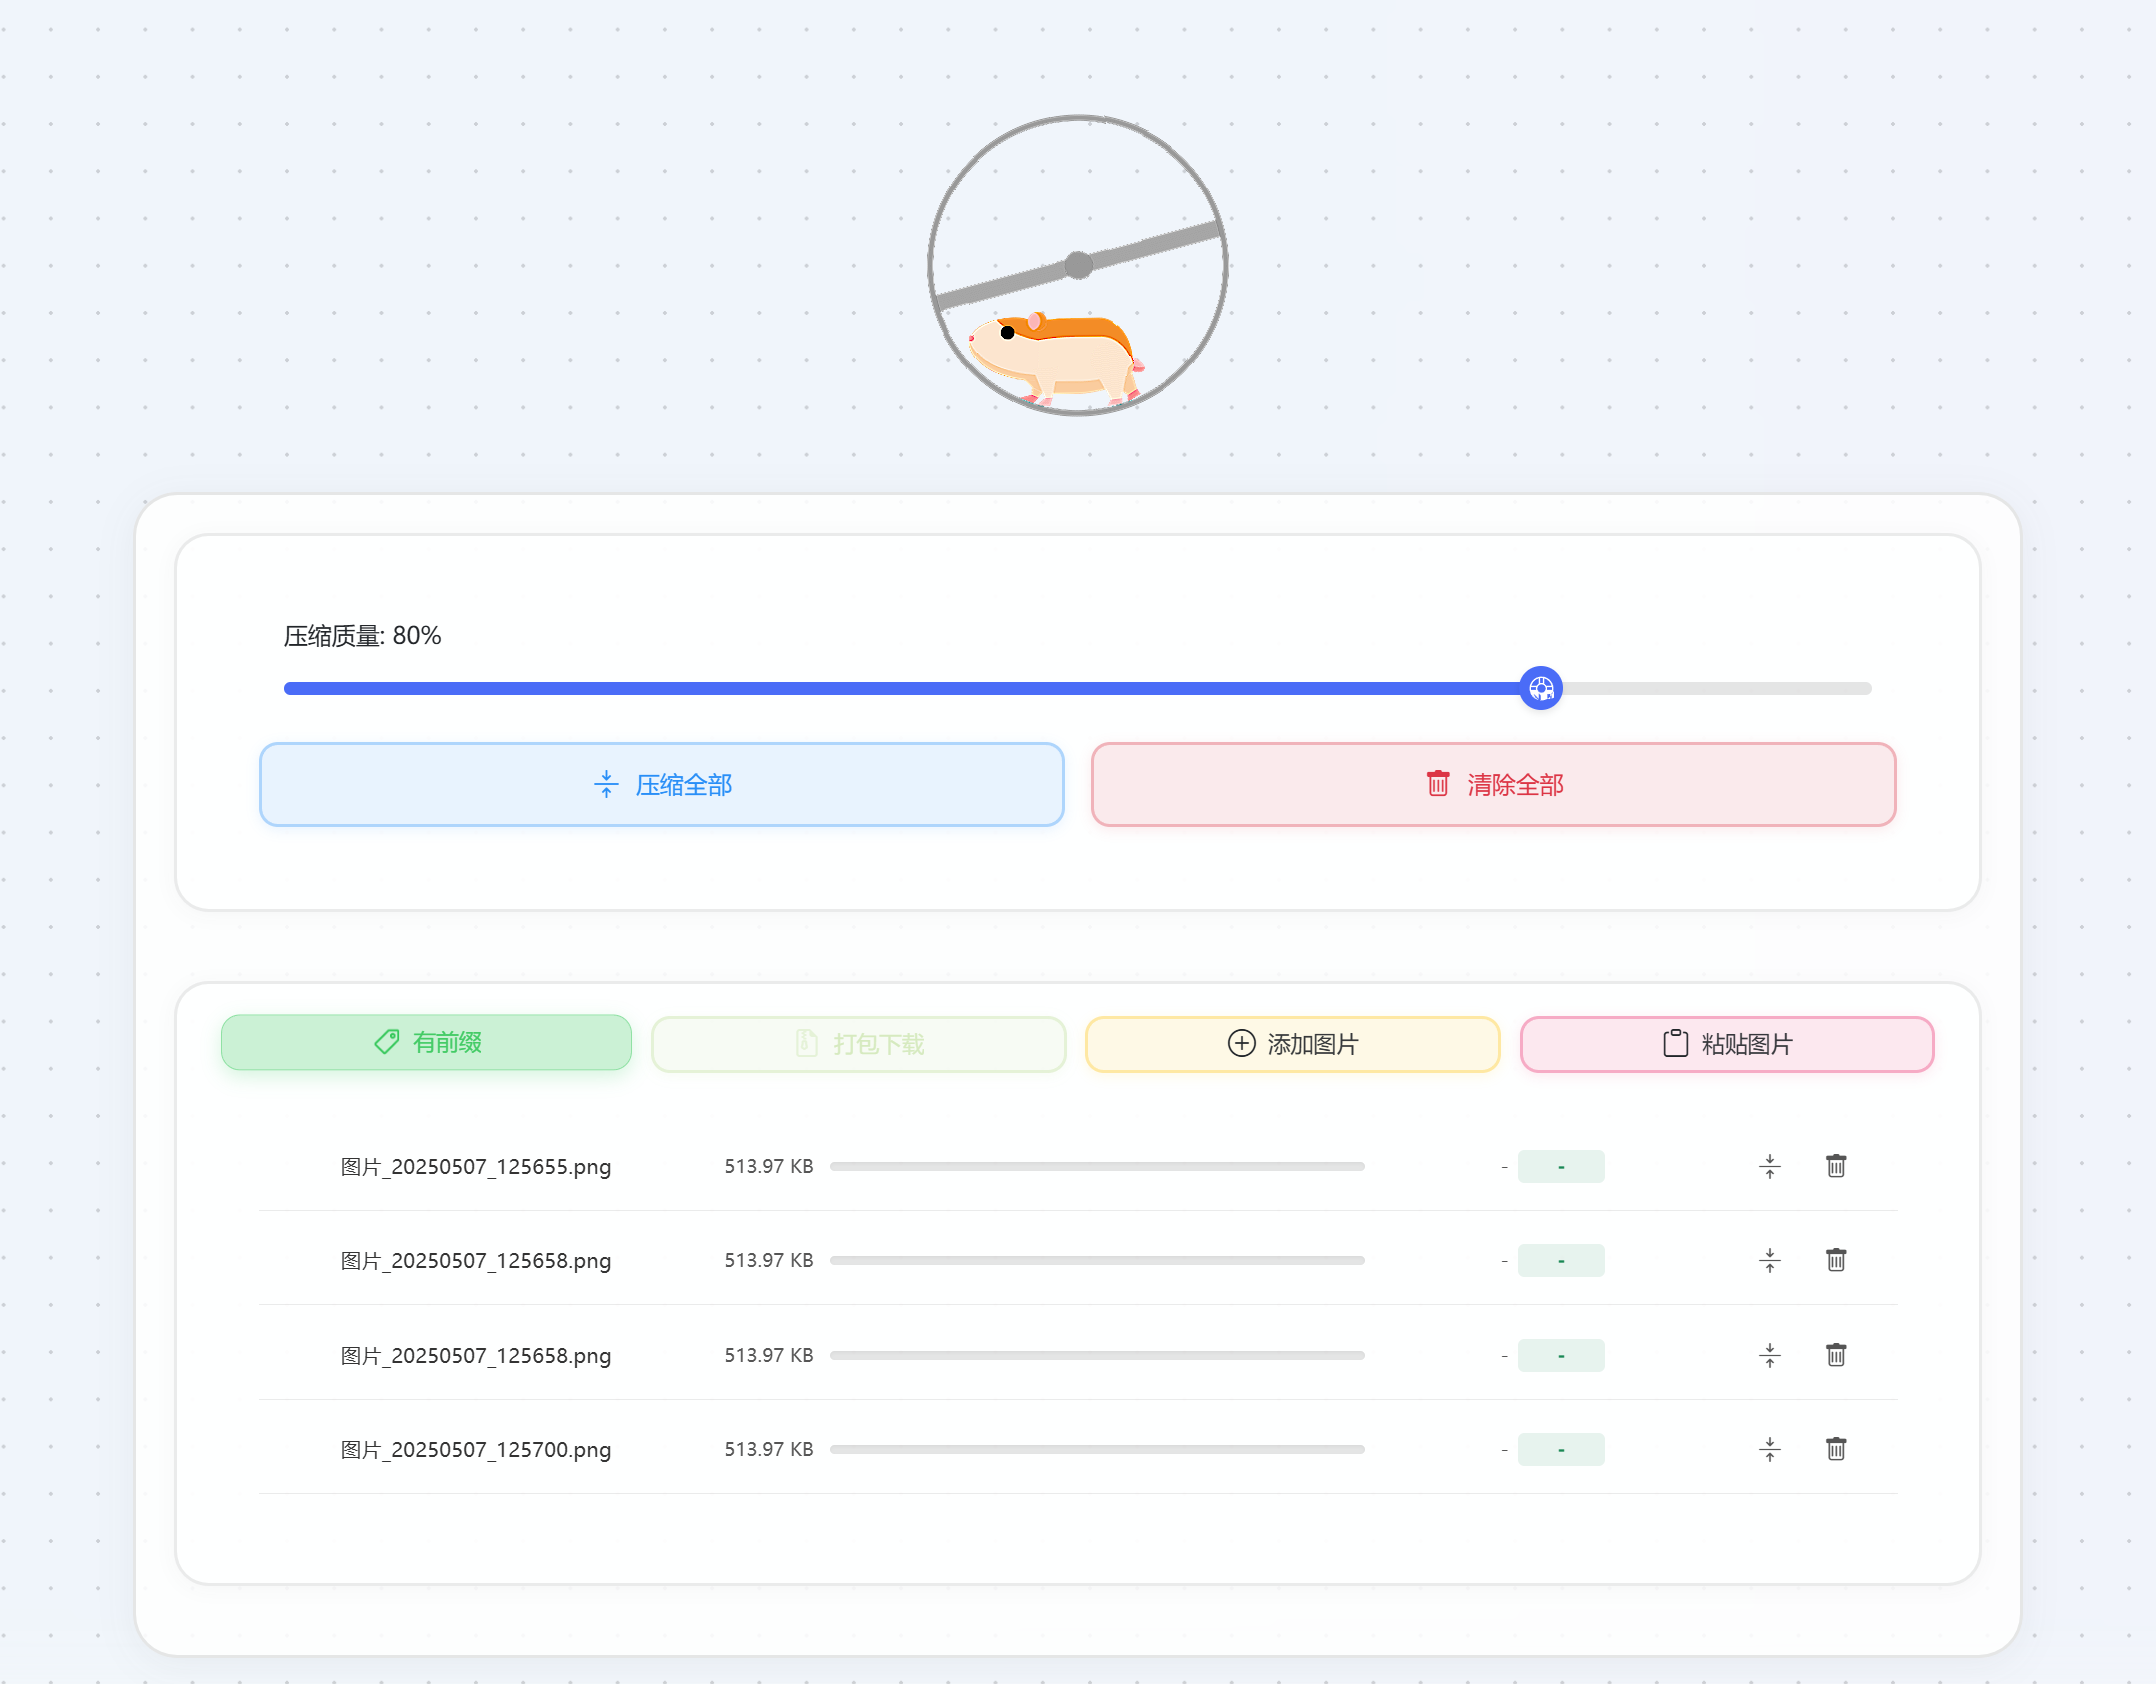 压缩质量: 80%
压缩全部 清除全部
有前缀 打包下载 添加图片 粘贴图片
图片_20250507_125655.png 513.97 KB - -
图片_20250507_125658.png 513.97 KB - -
图片_20250507_125658.png 513.97 KB - -
图片_20250507_125700.png 513.97 KB - -